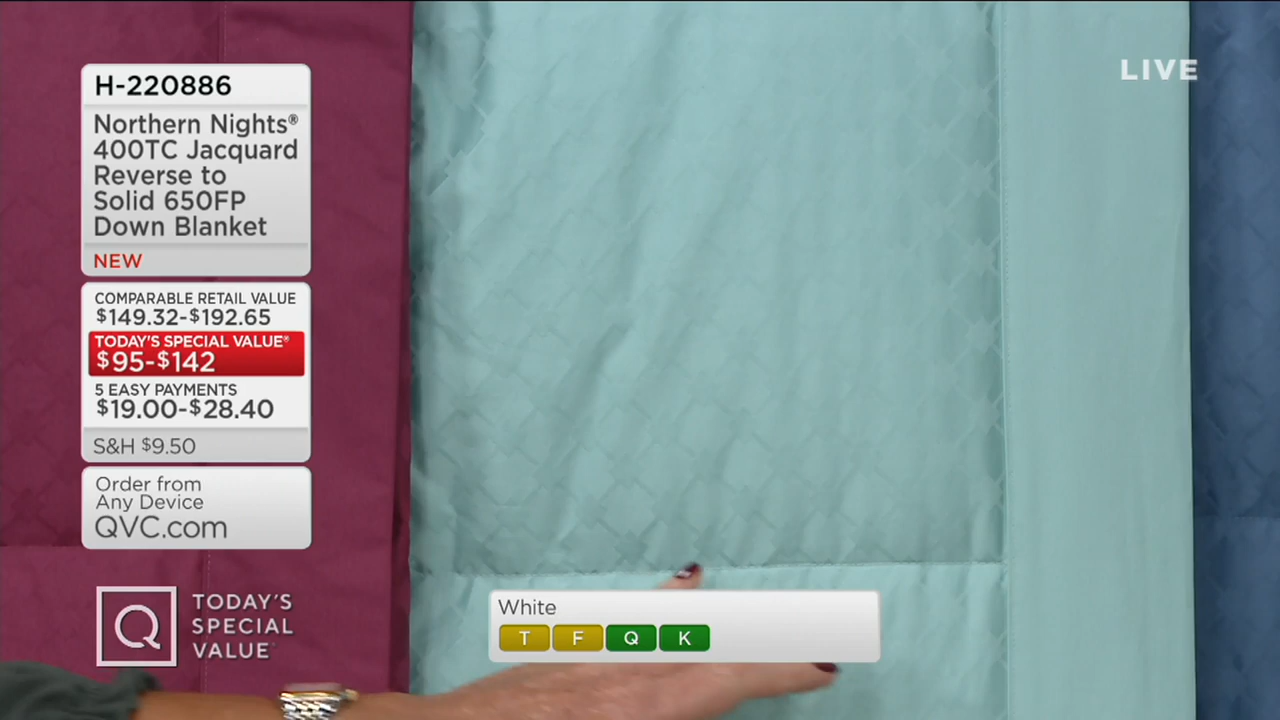 H-220886
Northern Nights®
400TC Jacquard
Reverse to
Solid 650FP
Down Blanket
NEW
COMPARABLE RETAIL VALUE
$149.32-$192.65
TODAY'S SPECIAL VALUE®
$95-$142
5 EASY PAYMENTS
$19.00-$28.40
S&H $9.50
Order from
Any Device
QVC.com
Q
TODAY'S
SPECIAL
VALUE
LIVE
White
T F Q K